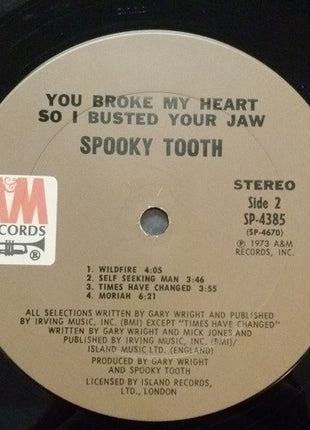 YOU BROKE MY HEART
SO I BUSTED YOUR JAW
SPOOKY TOOTH
&M
RECORDS
®
STEREO
Side 2
SP-4385
(SP-4670)
℗ 1973 A&M
RECORDS, INC.
1. WILDFIRE 4:05
2. SELF SEEKING MAN 3:46
3. TIMES HAVE CHANGED 3:55
4. MORIAH 6:21
ALL SELECTIONS WRITTEN BY GARY WRIGHT AND PUBLISHED
BY IRVING MUSIC, INC. (BMI) EXCEPT "TIMES HAVE CHANGED"
WRITTEN BY GARY WRIGHT AND MICK JONES AND
PUBLISHED BY IRVING MUSIC, INC. (BMI)/
ISLAND MUSIC LTD. (ENGLAND)
PRODUCED BY GARY WRIGHT
AND SPOOKY TOOTH
LICENSED BY ISLAND RECORDS,
LTD., LONDON